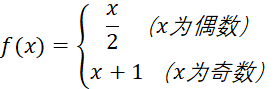 f(x) = { x/2 (x为偶数)
x + 1 (x为奇数)